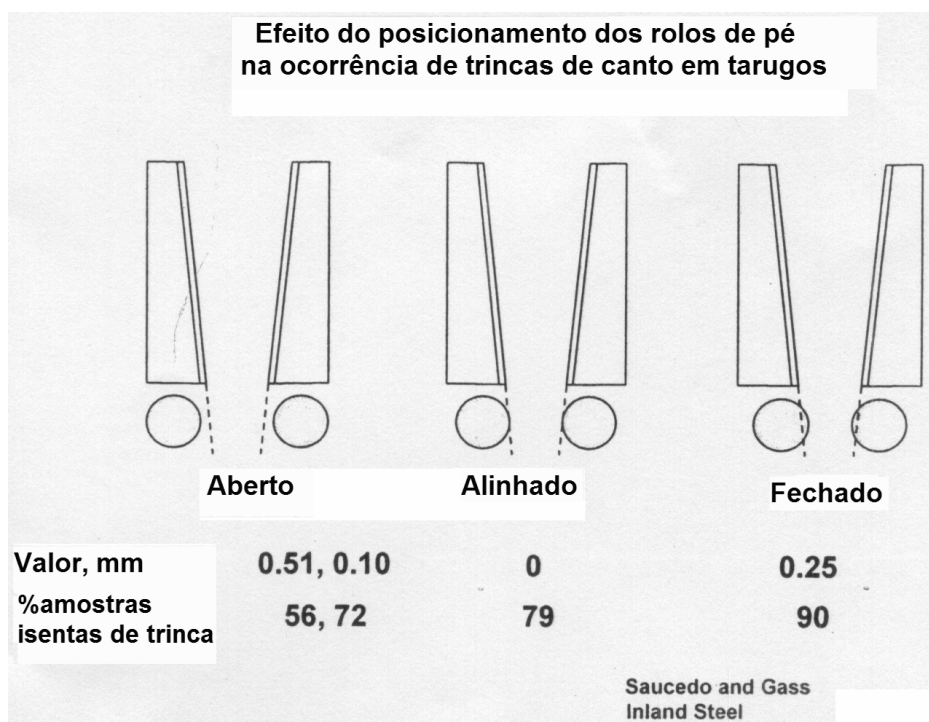 Efeito do posicionamento dos rolos de pé
na ocorrência de trincas de canto em tarugos
Aberto
Alinhado
Fechado
Valor, mm 0.51, 0.10 0 0.25
%amostras
isentas de trinca 56, 72 79 90
Saucedo and Gass
Inland Steel